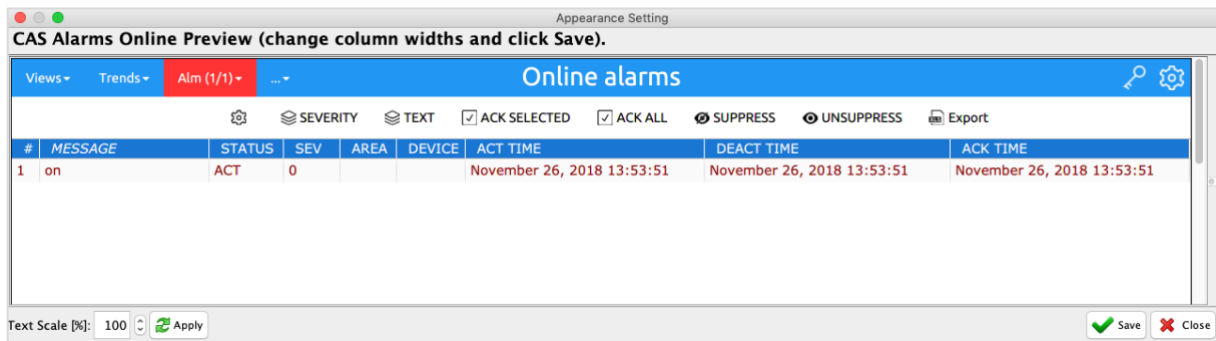 Appearance Setting
CAS Alarms Online Preview (change column widths and click Save).
Views Trends Alm (1/1) ... Online alarms
SEVERITY TEXT ACK SELECTED ACK ALL SUPPRESS UNSUPPRESS Export
# MESSAGE STATUS SEV AREA DEVICE ACT TIME DEACT TIME ACK TIME
1 on ACT 0 November 26, 2018 13:53:51 November 26, 2018 13:53:51 November 26, 2018 13:53:51
Text Scale [%]: 100 Apply Save Close